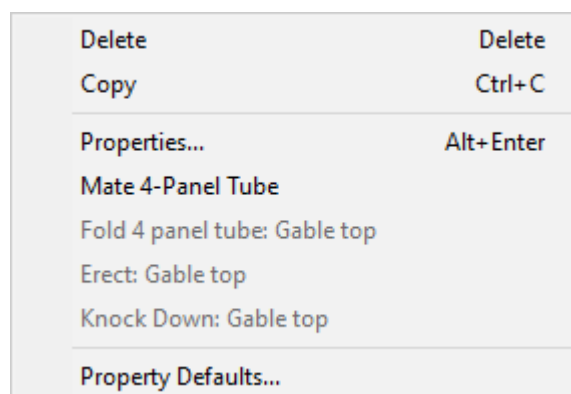 Delete Delete
Copy Ctrl+C
Properties... Alt+Enter
Mate 4-Panel Tube
Fold 4 panel tube: Gable top
Erect: Gable top
Knock Down: Gable top
Property Defaults...